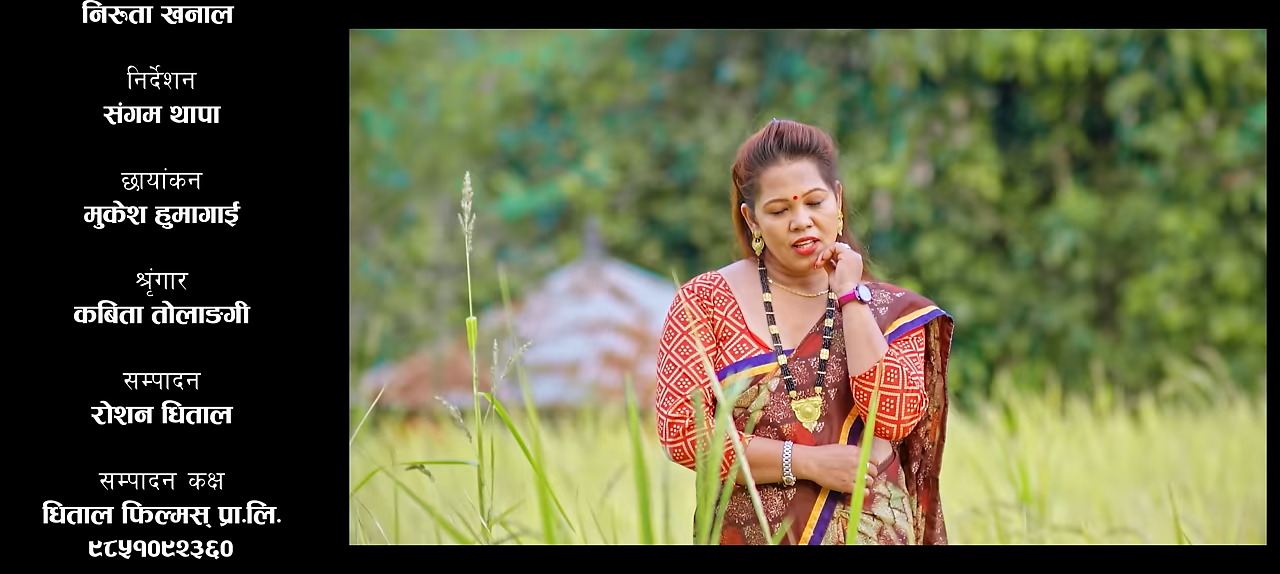 निरूता खनाल
निर्देशन
संगम थापा
छायांकन
मुकेश हुमागाई
श्रृंगार
कबिता तोलाङगी
सम्पादन
रोशन धिताल
सम्पादन कक्ष
धिताल फिल्मस् प्रा.लि.
९८५१०९२३६०